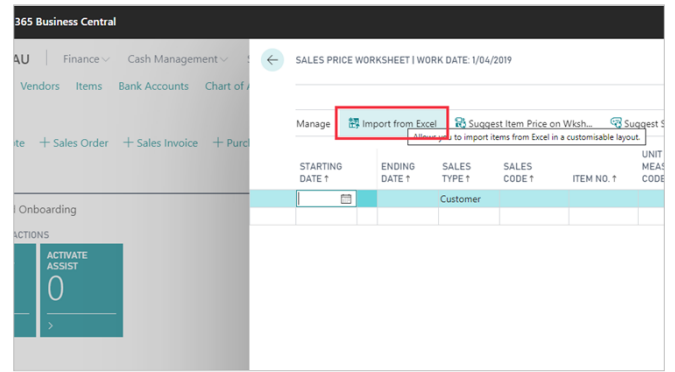 365 Business Central
AU Finance Cash Management
SALES PRICE WORKSHEET | WORK DATE: 1/04/2019
Vendors Items Bank Accounts Chart of
Manage Import from Excel Suggest Item Price on Wksh... Suggest S
Allows you to import items from Excel in a customisable layout.
+ Sales Order + Sales Invoice + Purc
STARTING DATE ↑ ENDING DATE ↑ SALES TYPE ↑ SALES CODE ↑ ITEM NO. ↑ UNIT MEAS CODE
Customer
Onboarding
ACTIONS
ACTIVATE
ASSIST
0